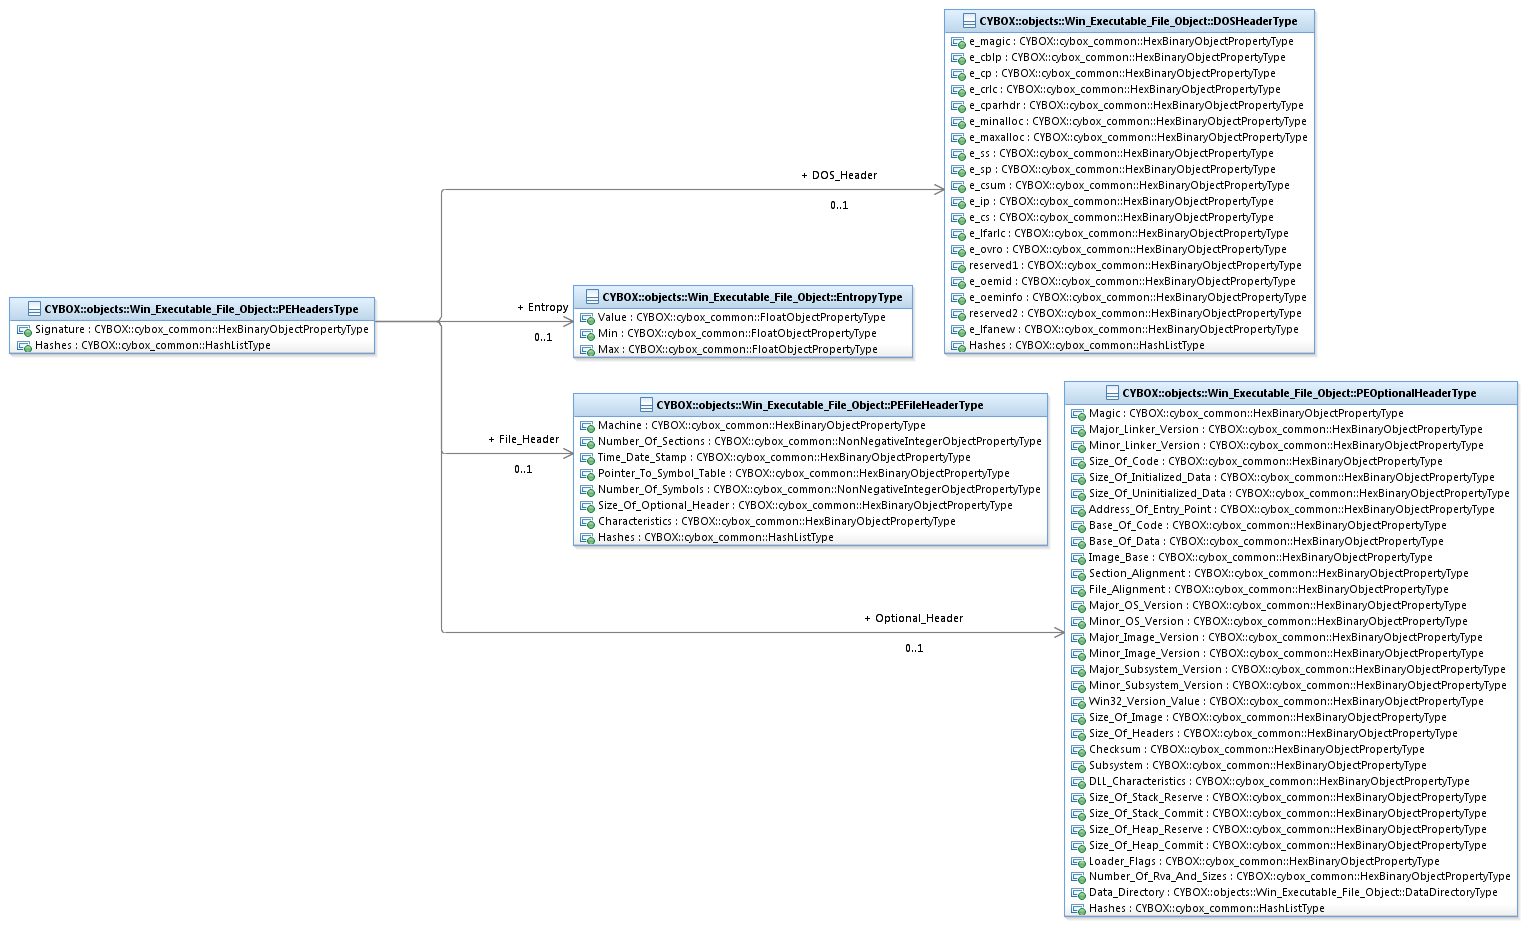 CYBOX::objects::Win_Executable_File_Object::DOSHeaderType
e_magic : CYBOX::cybox_common::HexBinaryObjectPropertyType
e_cblp : CYBOX::cybox_common::HexBinaryObjectPropertyType
e_cp : CYBOX::cybox_common::HexBinaryObjectPropertyType
e_crlc : CYBOX::cybox_common::HexBinaryObjectPropertyType
e_cparhdr : CYBOX::cybox_common::HexBinaryObjectPropertyType
e_minalloc : CYBOX::cybox_common::HexBinaryObjectPropertyType
e_maxalloc : CYBOX::cybox_common::HexBinaryObjectPropertyType
e_ss : CYBOX::cybox_common::HexBinaryObjectPropertyType
e_sp : CYBOX::cybox_common::HexBinaryObjectPropertyType
e_csum : CYBOX::cybox_common::HexBinaryObjectPropertyType
e_ip : CYBOX::cybox_common::HexBinaryObjectPropertyType
e_cs : CYBOX::cybox_common::HexBinaryObjectPropertyType
e_lfarlc : CYBOX::cybox_common::HexBinaryObjectPropertyType
e_ovro : CYBOX::cybox_common::HexBinaryObjectPropertyType
reserved1 : CYBOX::cybox_common::HexBinaryObjectPropertyType
e_oemid : CYBOX::cybox_common::HexBinaryObjectPropertyType
e_oeminfo : CYBOX::cybox_common::HexBinaryObjectPropertyType
reserved2 : CYBOX::cybox_common::HexBinaryObjectPropertyType
e_lfanew : CYBOX::cybox_common::HexBinaryObjectPropertyType
Hashes : CYBOX::cybox_common::HashListType
+ DOS_Header
0..1
CYBOX::objects::Win_Executable_File_Object::PEHeadersType
Signature : CYBOX::cybox_common::HexBinaryObjectPropertyType
Hashes : CYBOX::cybox_common::HashListType
+ Entropy
0..1
CYBOX::objects::Win_Executable_File_Object::EntropyType
Value : CYBOX::cybox_common::FloatObjectPropertyType
Min : CYBOX::cybox_common::FloatObjectPropertyType
Max : CYBOX::cybox_common::FloatObjectPropertyType
+ File_Header
0..1
CYBOX::objects::Win_Executable_File_Object::PEFileHeaderType
Machine : CYBOX::cybox_common::HexBinaryObjectPropertyType
Number_Of_Sections : CYBOX::cybox_common::NonNegativeIntegerObjectPropertyType
Time_Date_Stamp : CYBOX::cybox_common::HexBinaryObjectPropertyType
Pointer_To_Symbol_Table : CYBOX::cybox_common::HexBinaryObjectPropertyType
Number_Of_Symbols : CYBOX::cybox_common::NonNegativeIntegerObjectPropertyType
Size_Of_Optional_Header : CYBOX::cybox_common::HexBinaryObjectPropertyType
Characteristics : CYBOX::cybox_common::HexBinaryObjectPropertyType
Hashes : CYBOX::cybox_common::HashListType
+ Optional_Header
0..1
CYBOX::objects::Win_Executable_File_Object::PEOptionalHeaderType
Magic : CYBOX::cybox_common::HexBinaryObjectPropertyType
Major_Linker_Version : CYBOX::cybox_common::HexBinaryObjectPropertyType
Minor_Linker_Version : CYBOX::cybox_common::HexBinaryObjectPropertyType
Size_Of_Code : CYBOX::cybox_common::HexBinaryObjectPropertyType
Size_Of_Initialized_Data : CYBOX::cybox_common::HexBinaryObjectPropertyType
Size_Of_Uninitialized_Data : CYBOX::cybox_common::HexBinaryObjectPropertyType
Address_Of_Entry_Point : CYBOX::cybox_common::HexBinaryObjectPropertyType
Base_Of_Code : CYBOX::cybox_common::HexBinaryObjectPropertyType
Base_Of_Data : CYBOX::cybox_common::HexBinaryObjectPropertyType
Image_Base : CYBOX::cybox_common::HexBinaryObjectPropertyType
Section_Alignment : CYBOX::cybox_common::HexBinaryObjectPropertyType
File_Alignment : CYBOX::cybox_common::HexBinaryObjectPropertyType
Major_OS_Version : CYBOX::cybox_common::HexBinaryObjectPropertyType
Minor_OS_Version : CYBOX::cybox_common::HexBinaryObjectPropertyType
Major_Image_Version : CYBOX::cybox_common::HexBinaryObjectPropertyType
Minor_Image_Version : CYBOX::cybox_common::HexBinaryObjectPropertyType
Major_Subsystem_Version : CYBOX::cybox_common::HexBinaryObjectPropertyType
Minor_Subsystem_Version : CYBOX::cybox_common::HexBinaryObjectPropertyType
Win32_Version_Value : CYBOX::cybox_common::HexBinaryObjectPropertyType
Size_Of_Image : CYBOX::cybox_common::HexBinaryObjectPropertyType
Size_Of_Headers : CYBOX::cybox_common::HexBinaryObjectPropertyType
Checksum : CYBOX::cybox_common::HexBinaryObjectPropertyType
Subsystem : CYBOX::cybox_common::HexBinaryObjectPropertyType
DLL_Characteristics : CYBOX::cybox_common::HexBinaryObjectPropertyType
Size_Of_Stack_Reserve : CYBOX::cybox_common::HexBinaryObjectPropertyType
Size_Of_Stack_Commit : CYBOX::cybox_common::HexBinaryObjectPropertyType
Size_Of_Heap_Reserve : CYBOX::cybox_common::HexBinaryObjectPropertyType
Size_Of_Heap_Commit : CYBOX::cybox_common::HexBinaryObjectPropertyType
Loader_Flags : CYBOX::cybox_common::HexBinaryObjectPropertyType
Number_Of_Rva_And_Sizes : CYBOX::cybox_common::HexBinaryObjectPropertyType
Data_Directory : CYBOX::objects::Win_Executable_File_Object::DataDirectoryType
Hashes : CYBOX::cybox_common::HashListType